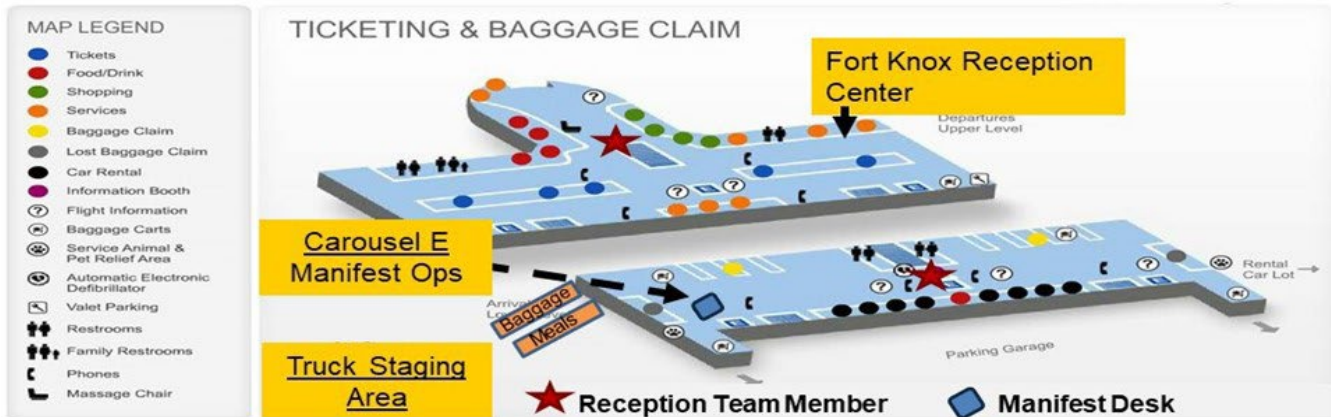 MAP LEGEND
Tickets
Food/Drink
Shopping
Services
Baggage Claim
Lost Baggage Claim
Car Rental
Information Booth
Flight Information
Baggage Carts
Service Animal &
Pet Relief Area
Automatic Electronic
Defibrillator
Valet Parking
Restrooms
Family Restrooms
Phones
Massage Chair
TICKETING & BAGGAGE CLAIM
Fort Knox Reception
Center
Departures
Upper Level
Carousel E
Manifest Ops
Baggage
Meals
Rental
Car Lot
Parking Garage
Truck Staging
Area
Reception Team Member
Manifest Desk